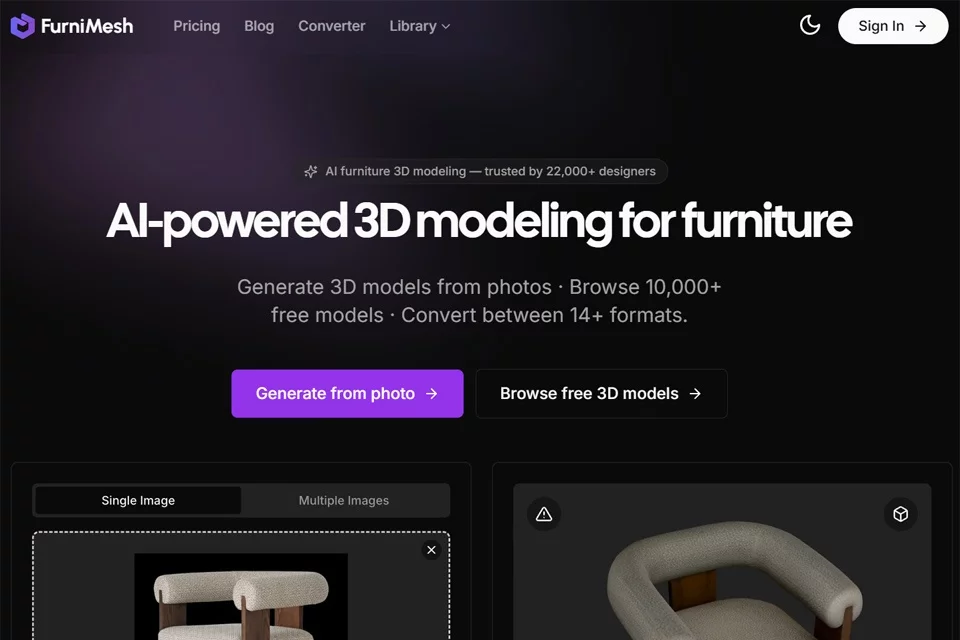 FurniMesh
Pricing
Blog
Converter
Library
Sign In
AI furniture 3D modeling — trusted by 22,000+ designers
AI-powered 3D modeling for furniture
Generate 3D models from photos · Browse 10,000+
free models · Convert between 14+ formats.
Generate from photo
Browse free 3D models
Single Image
Multiple Images